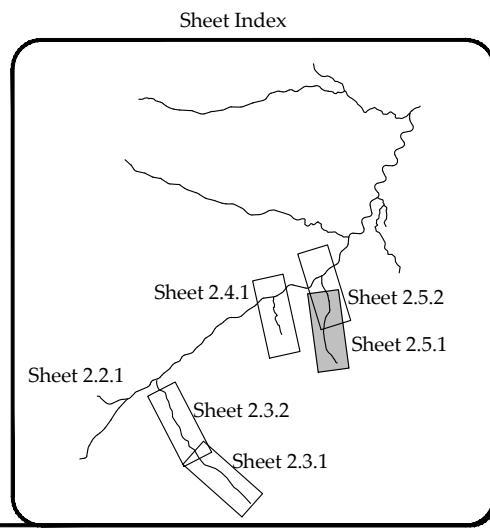 Sheet Index
Sheet 2.4.1
Sheet 2.5.2
Sheet 2.5.1
Sheet 2.2.1
Sheet 2.3.2
Sheet 2.3.1